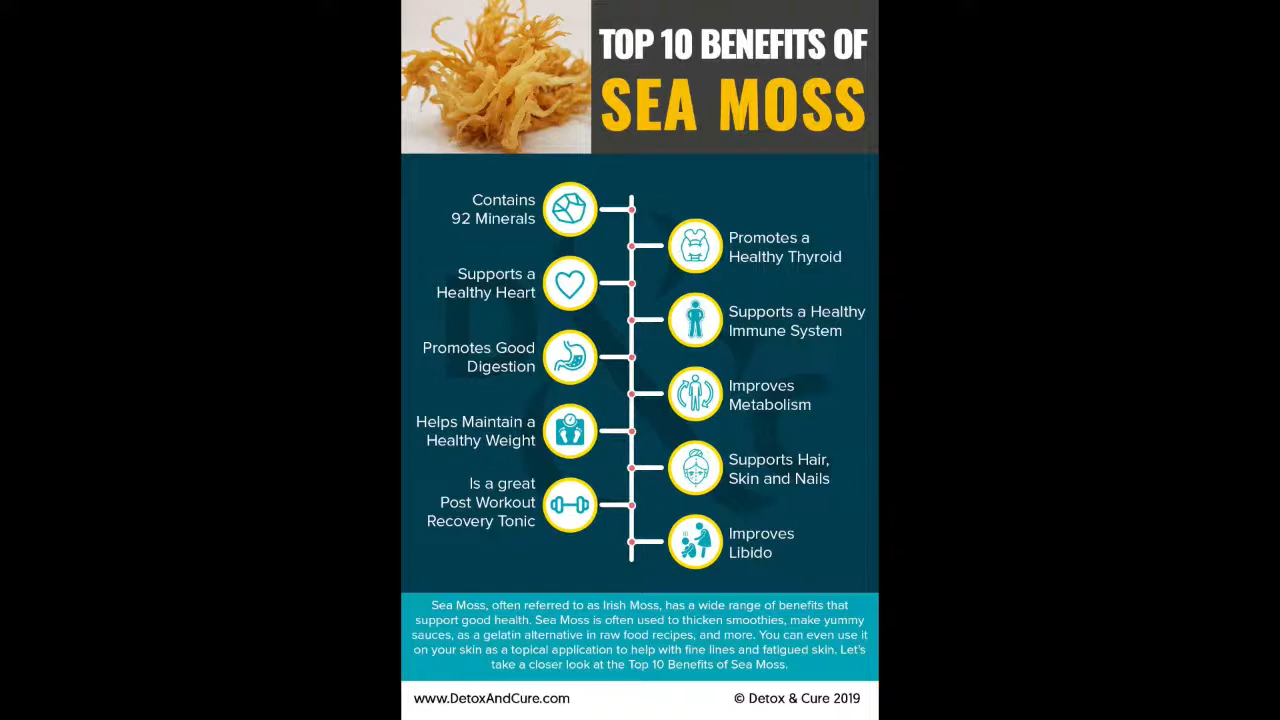 TOP 10 BENEFITS OF
SEA MOSS
Contains
92 Minerals
Promotes a
Healthy Thyroid
Supports a
Healthy Heart
Supports a Healthy
Immune System
Promotes Good
Digestion
Improves
Metabolism
Helps Maintain a
Healthy Weight
Supports Hair,
Skin and Nails
Is a great
Post Workout
Recovery Tonic
Improves
Libido
Sea Moss, often referred to as Irish Moss, has a wide range of benefits that
support good health. Sea Moss is often used to thicken smoothies, make yummy
sauces, as a gelatin alternative in raw food recipes, and more. You can even use it
on your skin as a topical application to help with fine lines and fatigued skin. Let's
take a closer look at the Top 10 Benefits of Sea Moss.
www.DetoxAndCure.com
© Detox & Cure 2019